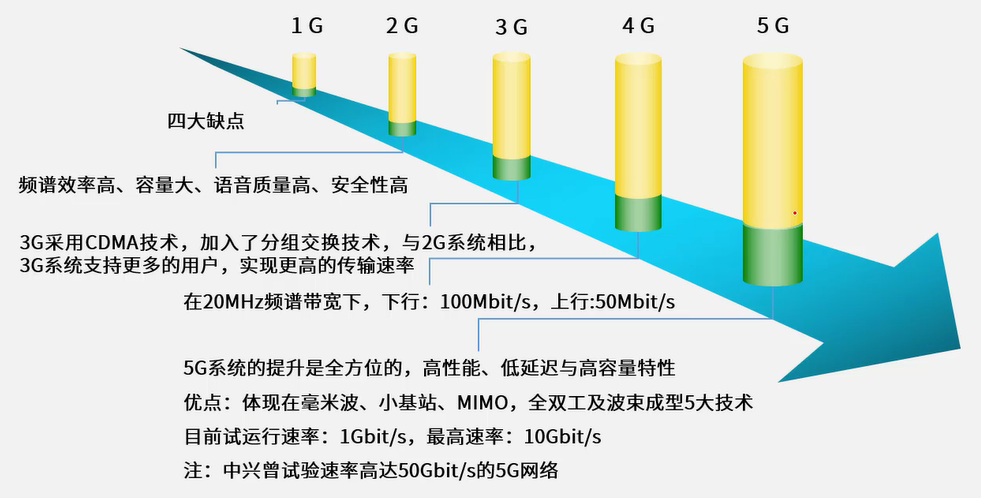 1 G
2 G
3 G
4 G
5 G
四大缺点
频谱效率高、容量大、语音质量高、安全性高
3G采用CDMA技术，加入了分组交换技术，与2G系统相比，
3G系统支持更多的用户，实现更高的传输速率
在20MHz频谱带宽下，下行：100Mbit/s，上行:50Mbit/s
5G系统的提升是全方位的，高性能、低延迟与高容量特性
优点：体现在毫米波、小基站、MIMO，全双工及波束成型5大技术
目前试运行速率：1Gbit/s，最高速率：10Gbit/s
注：中兴曾试验速率高达50Gbit/s的5G网络